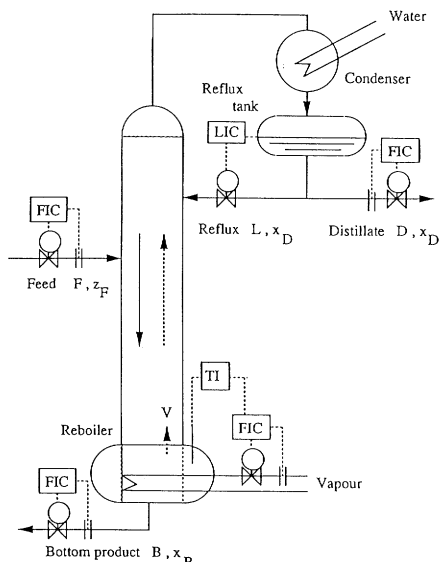 Water
Condenser
Reflux
tank
LIC
FIC
FIC
Reflux L, x_D
Distillate D, x_D
Feed F, z_F
TI
V
Reboiler
FIC
FIC
Vapour
Bottom product B, x_B